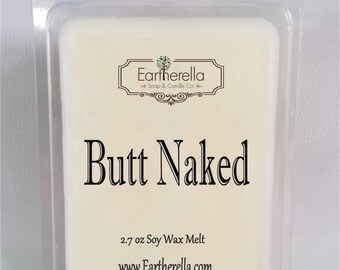 Eartherella
Soap & Candle Co.
Butt Naked
2.7 oz Soy Wax Melt
www.Eartherella.com